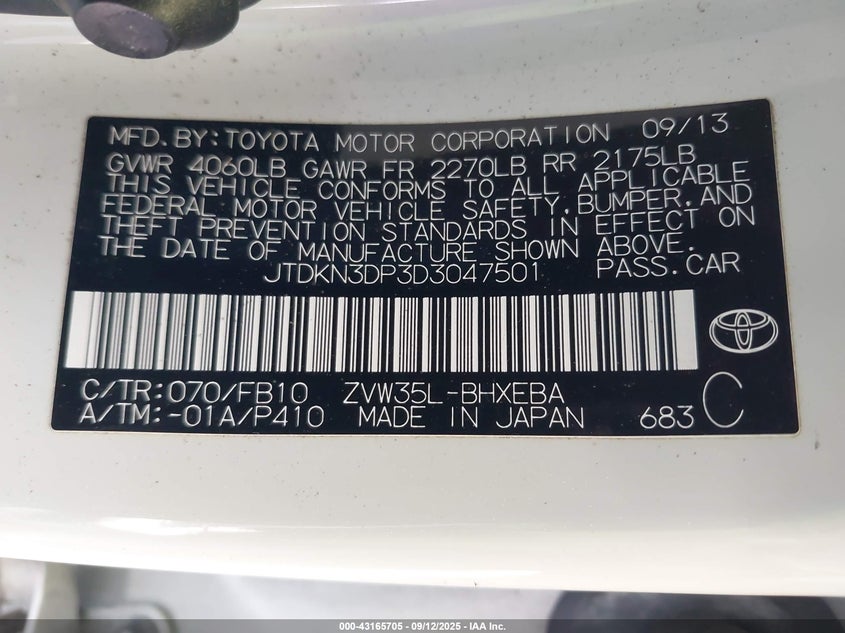 MFD.BY:TOYOTA MOTOR CORPORATION 09/13
GVWR 4060LB GAWR FR 2270LB RR 2175LB
THIS VEHICLE CONFORMS TO ALL APPLICABLE
FEDERAL MOTOR VEHICLE SAFETY,BUMPER,AND
THEFT PREVENTION STANDARDS IN EFFECT ON
THE DATE OF MANUFACTURE SHOWN ABOVE.
JTDKN3DP3D3047501 PASS.CAR
C/TR:070/FB10 ZVW35L-BHXEBA
A/TM:-01A/P410 MADE IN JAPAN 683 C
000-43165705 - 09/12/2025 - IAA Inc.